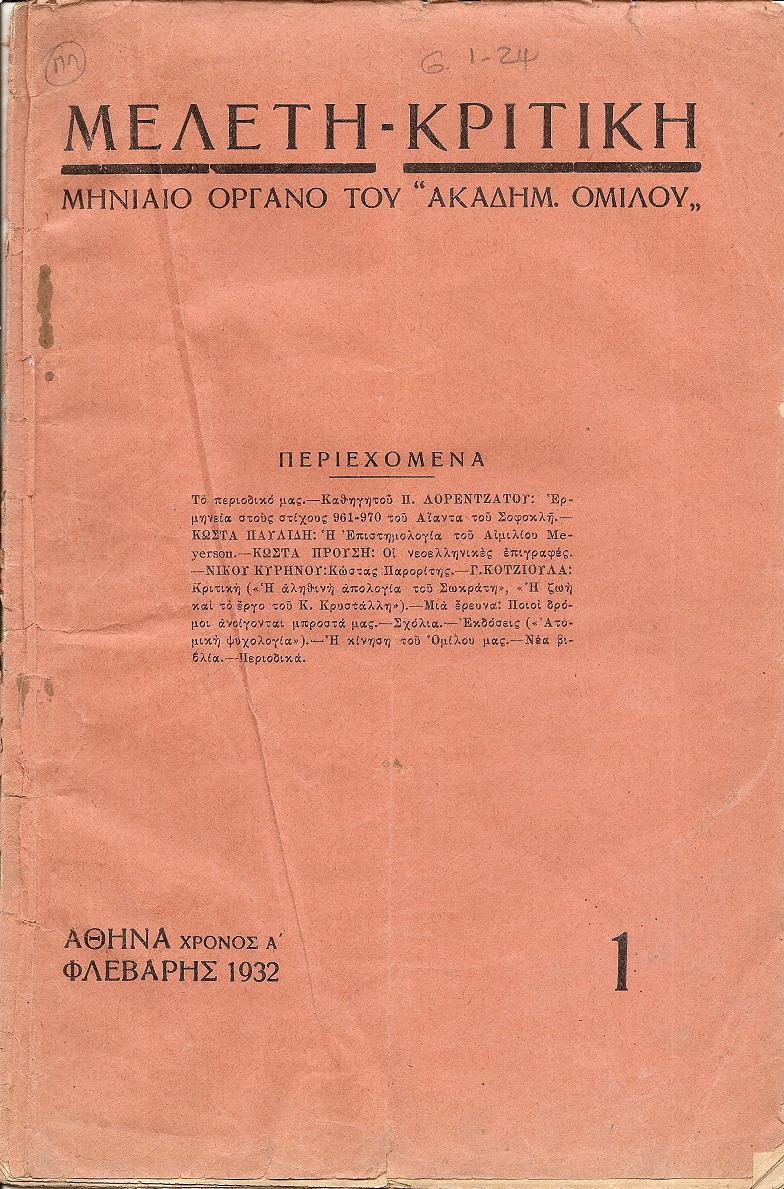 G. 1-24
ΜΕΛΕΤΗ-ΚΡΙΤΙΚΗ
ΜΗΝΙΑΙΟ ΟΡΓΑΝΟ ΤΟΥ “ΑΚΑΔΗΜ. ΟΜΙΛΟΥ„
ΠΕΡΙΕΧΟΜΕΝΑ
Τὸ περιοδικό μας.—Καθηγητοῦ Π. ΛΟΡΕΝΤΖΑΤΟΥ: Ἑρ-
μηνεία στοὺς στίχους 961-970 τοῦ Αἴαντα τοῦ Σοφοκλῆ.—
ΚΩΣΤΑ ΠΑΥΛΙΔΗ: Ἡ Ἐπιστημολογία τοῦ Αἰμιλίου Me-
yerson.—ΚΩΣΤΑ ΠΡΟΥΣΗ: Οἱ νεοελληνικὲς ἐπιγραφές.
—ΝΙΚΟΥ ΚΥΡΗΝΟΥ: Κώστας Παρορίτης.—Γ. ΚΟΤΖΙΟΥΛΑ:
Κριτικὴ («Ἡ ἀληθινὴ ἀπολογία τοῦ Σωκράτη», «Ἡ ζωὴ
καὶ τὸ ἔργο τοῦ Κ. Κρυστάλλη»).—Μιὰ ἔρευνα: Ποιοὶ δρό-
μοι ἀνοίγονται μπροστά μας.—Σχόλια.—Ἐκδόσεις («Ἀτο-
μικὴ ψυχολογία»).—Ἡ κίνηση τοῦ Ὁμίλου μας.—Νέα βι-
βλία.—Περιοδικά.
ΑΘΗΝΑ ΧΡΟΝΟΣ Α΄
ΦΛΕΒΑΡΗΣ 1932
1